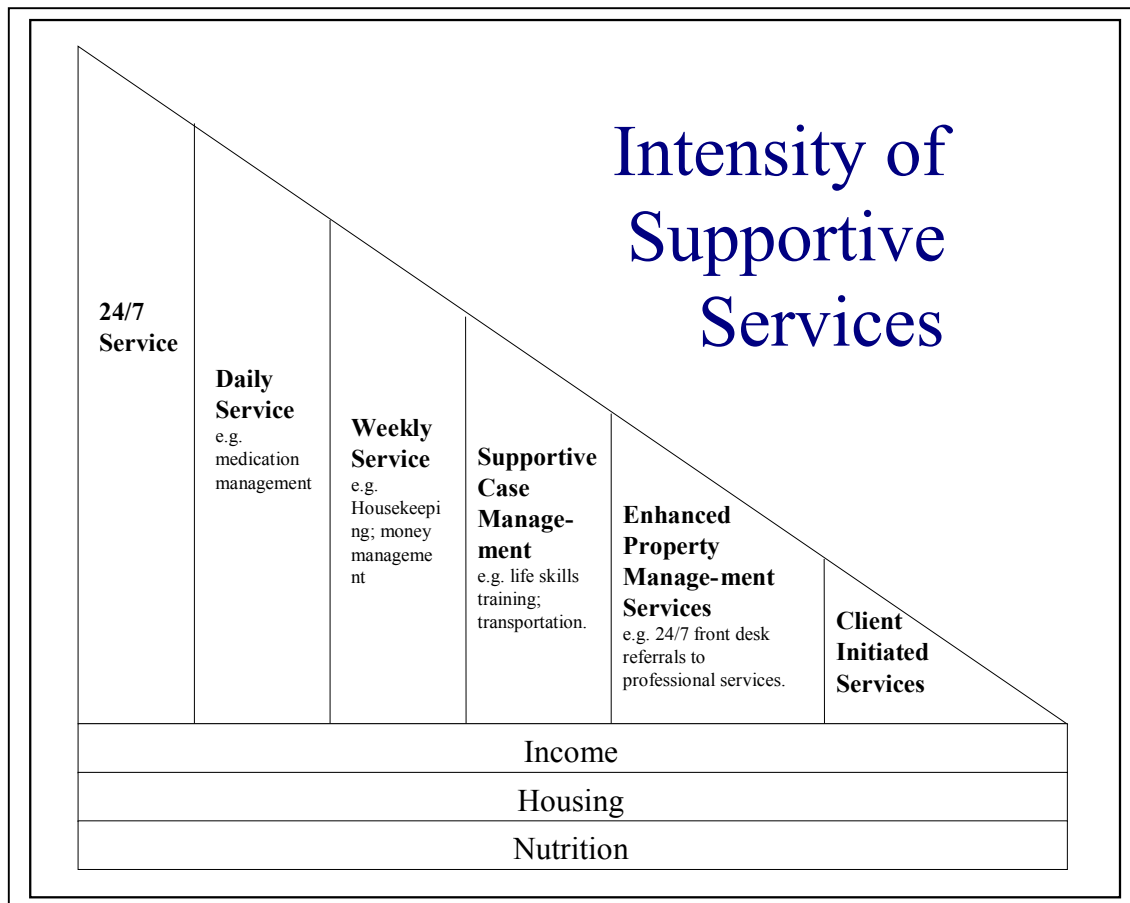 Intensity of
Supportive
Services
24/7
Service
Daily
Service
e.g.
medication
management
Weekly
Service
e.g.
Housekeepi
ng; money
manageme
nt
Supportive
Case
Manage-
ment
e.g. life skills
training;
transportation.
Enhanced
Property
Manage-ment
Services
e.g. 24/7 front desk
referrals to
professional services.
Client
Initiated
Services
Income
Housing
Nutrition